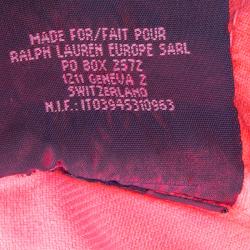 MADE FOR/FAIT POUR
RALPH LAUREN EUROPE SARL
PO BOX 2572
1211 GENEVA 2
SWITZERLAND
N.I.F.: IT03945310963